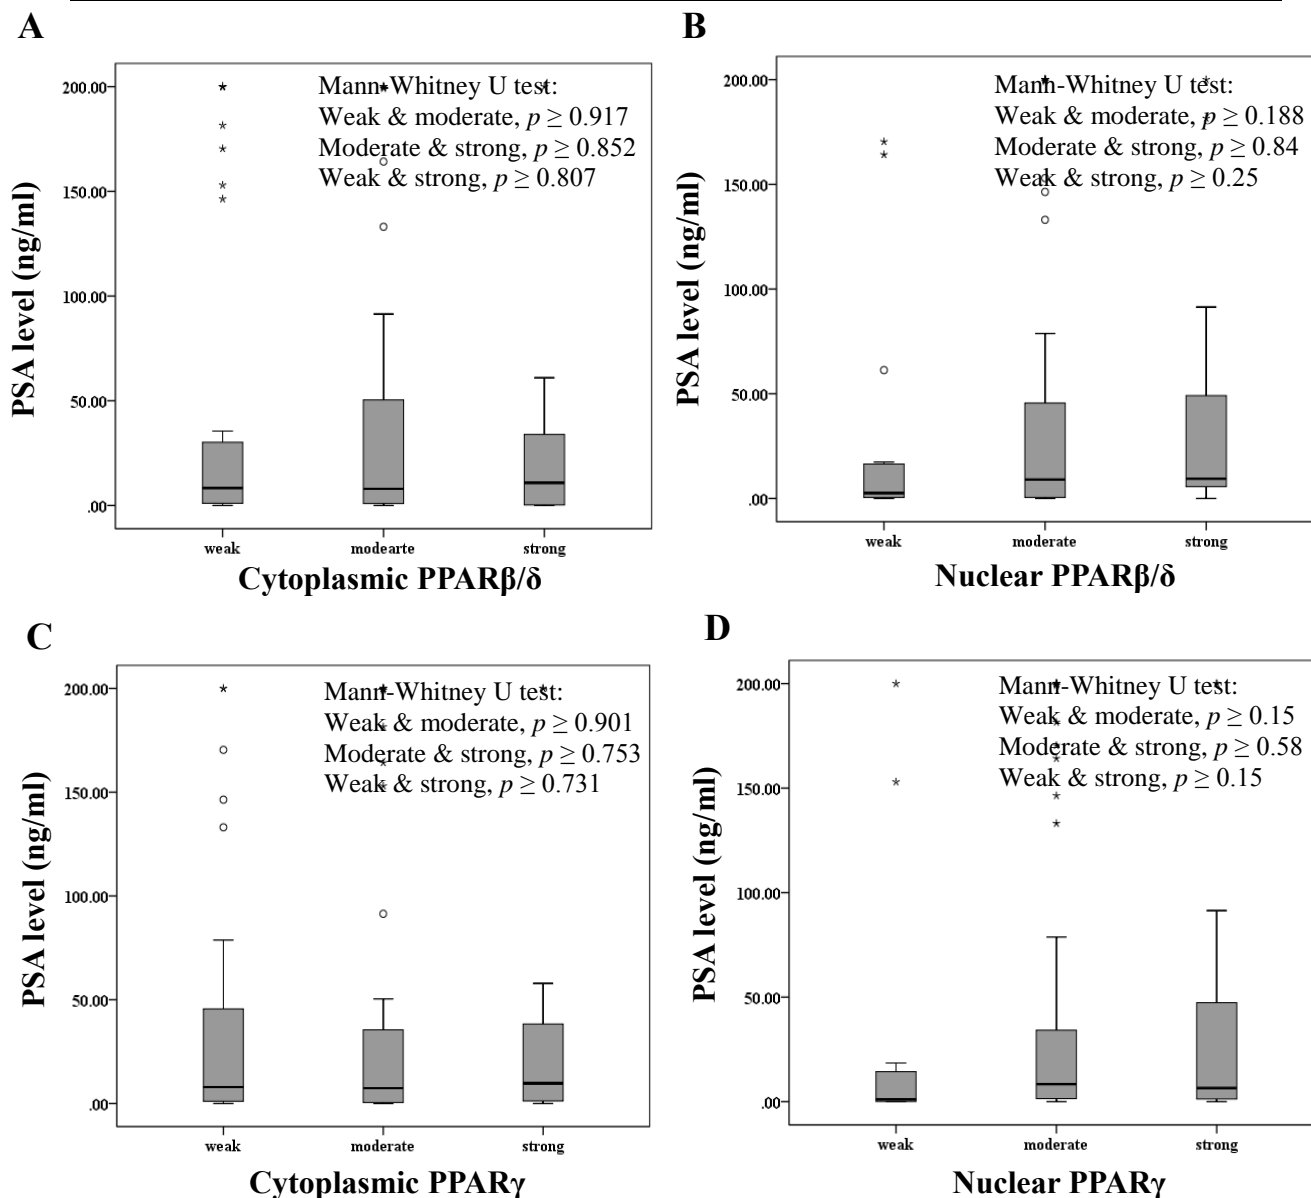 A
PSA level (ng/ml)
200.00
150.00
100.00
50.00
.00
Mann-Whitney U test:
Weak & moderate, p ≥ 0.917
Moderate & strong, p ≥ 0.852
Weak & strong, p ≥ 0.807
weak modearte strong
Cytoplasmic PPARβ/δ
B
PSA level (ng/ml)
200.00
150.00
100.00
50.00
.00
Mann-Whitney U test:
Weak & moderate, p ≥ 0.188
Moderate & strong, p ≥ 0.84
Weak & strong, p ≥ 0.25
weak moderate strong
Nuclear PPARβ/δ
C
PSA level (ng/ml)
200.00
150.00
100.00
50.00
.00
Mann-Whitney U test:
Weak & moderate, p ≥ 0.901
Moderate & strong, p ≥ 0.753
Weak & strong, p ≥ 0.731
weak moderate strong
Cytoplasmic PPARγ
D
PSA level (ng/ml)
200.00
150.00
100.00
50.00
.00
Mann-Whitney U test:
Weak & moderate, p ≥ 0.15
Moderate & strong, p ≥ 0.58
Weak & strong, p ≥ 0.15
weak moderate strong
Nuclear PPARγ